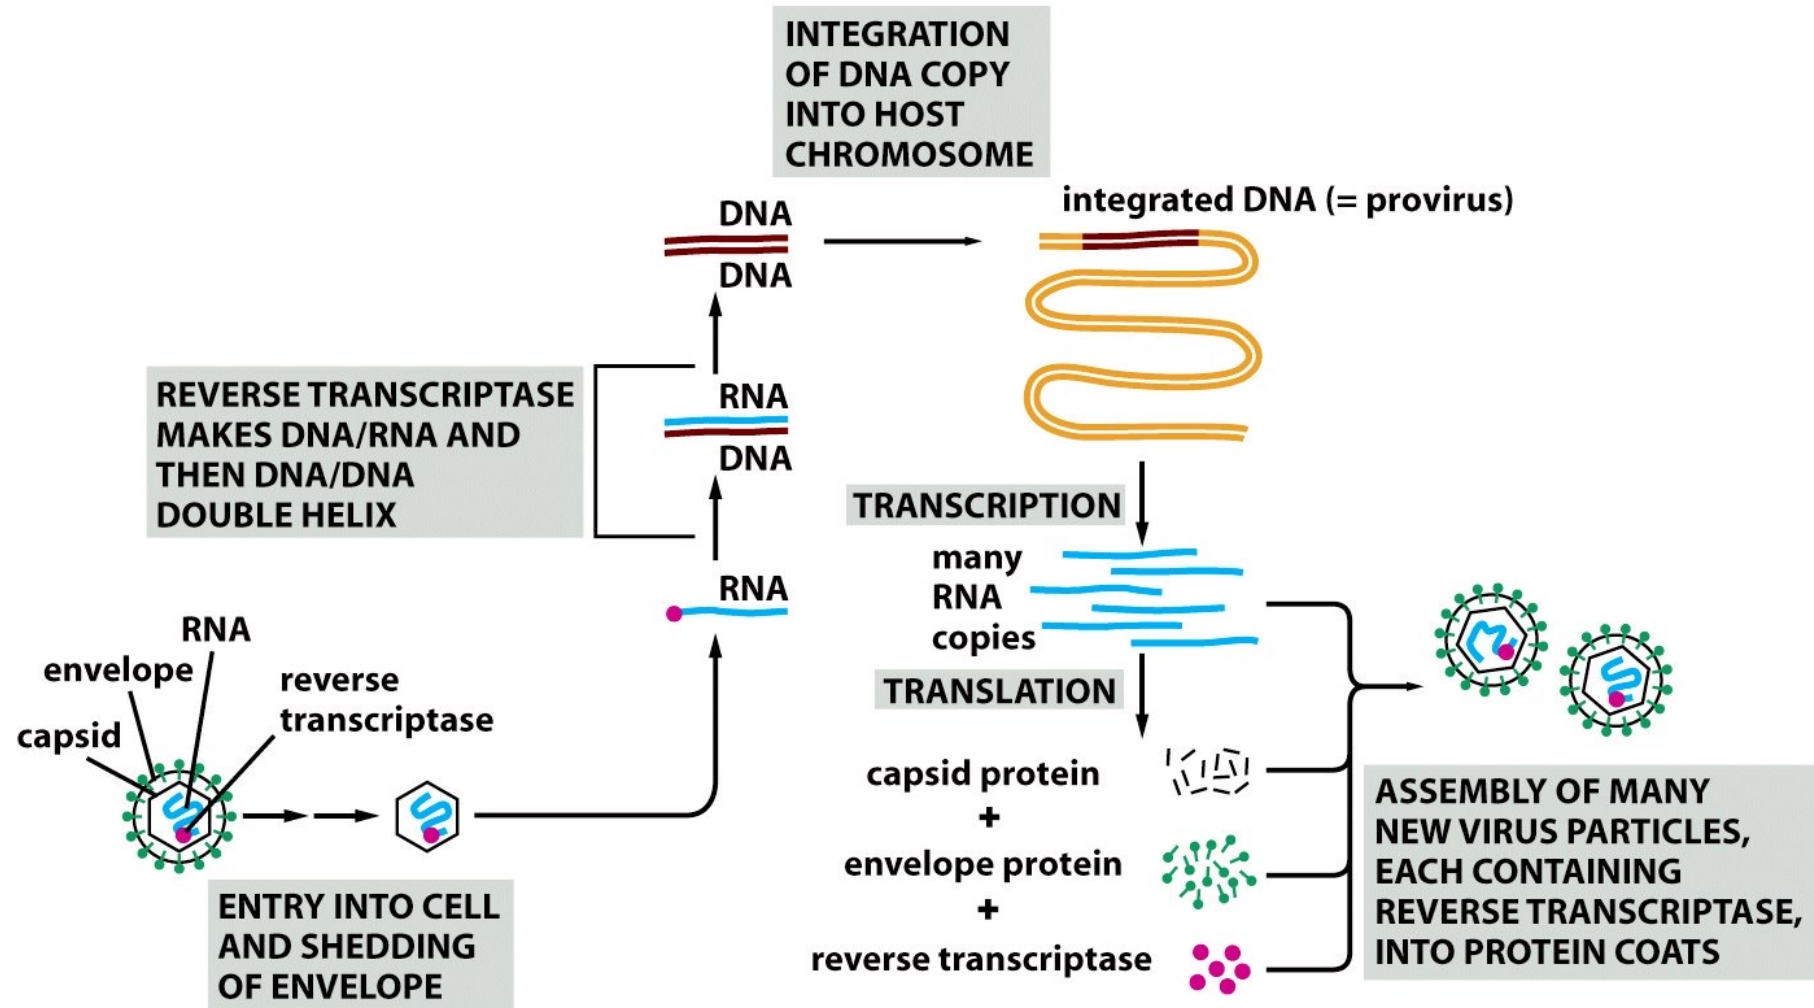 INTEGRATION
OF DNA COPY
INTO HOST
CHROMOSOME
integrated DNA (= provirus)
DNA
DNA
REVERSE TRANSCRIPTASE
MAKES DNA/RNA AND
THEN DNA/DNA
DOUBLE HELIX
RNA
DNA
RNA
RNA
envelope
capsid
reverse
transcriptase
ENTRY INTO CELL
AND SHEDDING
OF ENVELOPE
TRANSCRIPTION
many
RNA
copies
TRANSLATION
capsid protein
+
envelope protein
+
reverse transcriptase
ASSEMBLY OF MANY
NEW VIRUS PARTICLES,
EACH CONTAINING
REVERSE TRANSCRIPTASE,
INTO PROTEIN COATS